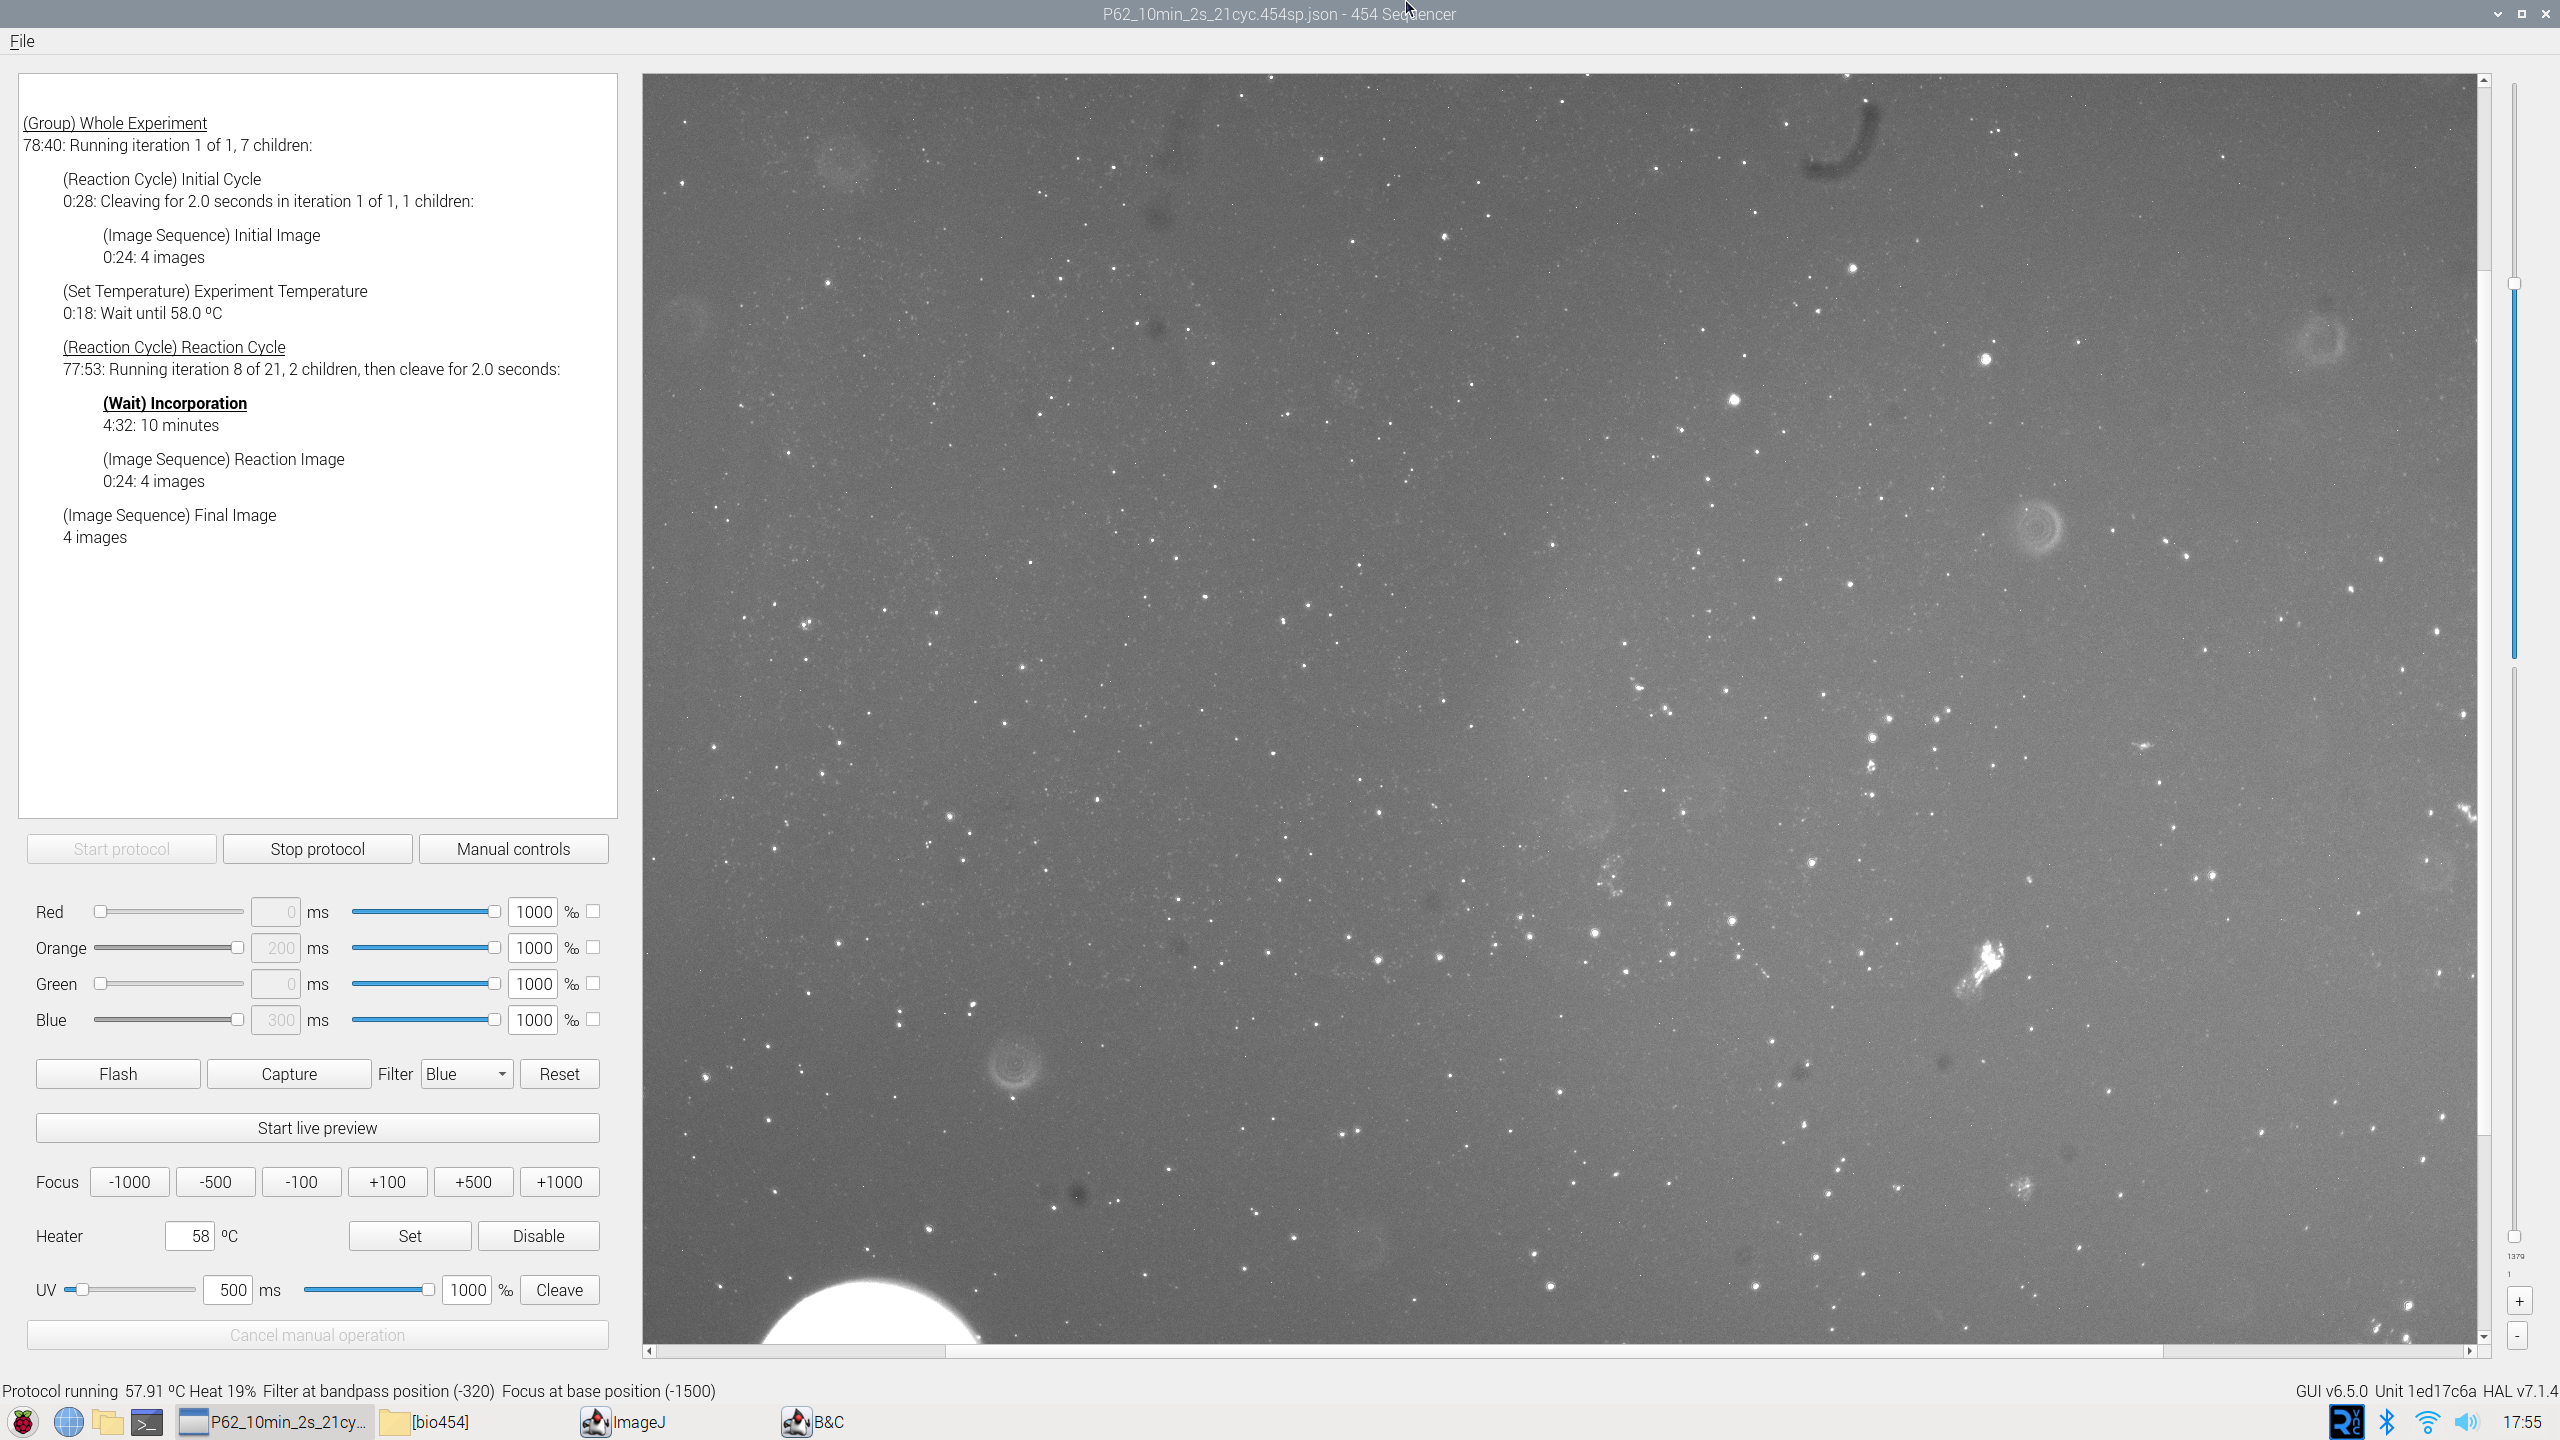 P62_10min_2s_21cyc.454sp.json - 454 Sequencer
File
(Group) Whole Experiment
78:40: Running iteration 1 of 1, 7 children:
(Reaction Cycle) Initial Cycle
0:28: Cleaving for 2.0 seconds in iteration 1 of 1, 1 children:
(Image Sequence) Initial Image
0:24: 4 images
(Set Temperature) Experiment Temperature
0:18: Wait until 58.0 ºC
(Reaction Cycle) Reaction Cycle
77:53: Running iteration 8 of 21, 2 children, then cleave for 2.0 seconds:
(Wait) Incorporation
4:32: 10 minutes
(Image Sequence) Reaction Image
0:24: 4 images
(Image Sequence) Final Image
4 images
Start protocol Stop protocol Manual controls
Red 0 ms 1000 ‰
Orange 200 ms 1000 ‰
Green 0 ms 1000 ‰
Blue 300 ms 1000 ‰
Flash Capture Filter Blue Reset
Start live preview
Focus -1000 -500 -100 +100 +500 +1000
Heater 58 ºC Set Disable
UV 500 ms 1000 ‰ Cleave
Cancel manual operation
1379
1
+
-
Protocol running 57.91 ºC Heat 19% Filter at bandpass position (-320) Focus at base position (-1500) GUI v6.5.0 Unit 1ed17c6a HAL v7.1.4
P62_10min_2s_21cy... [bio454] ImageJ B&C 17:55